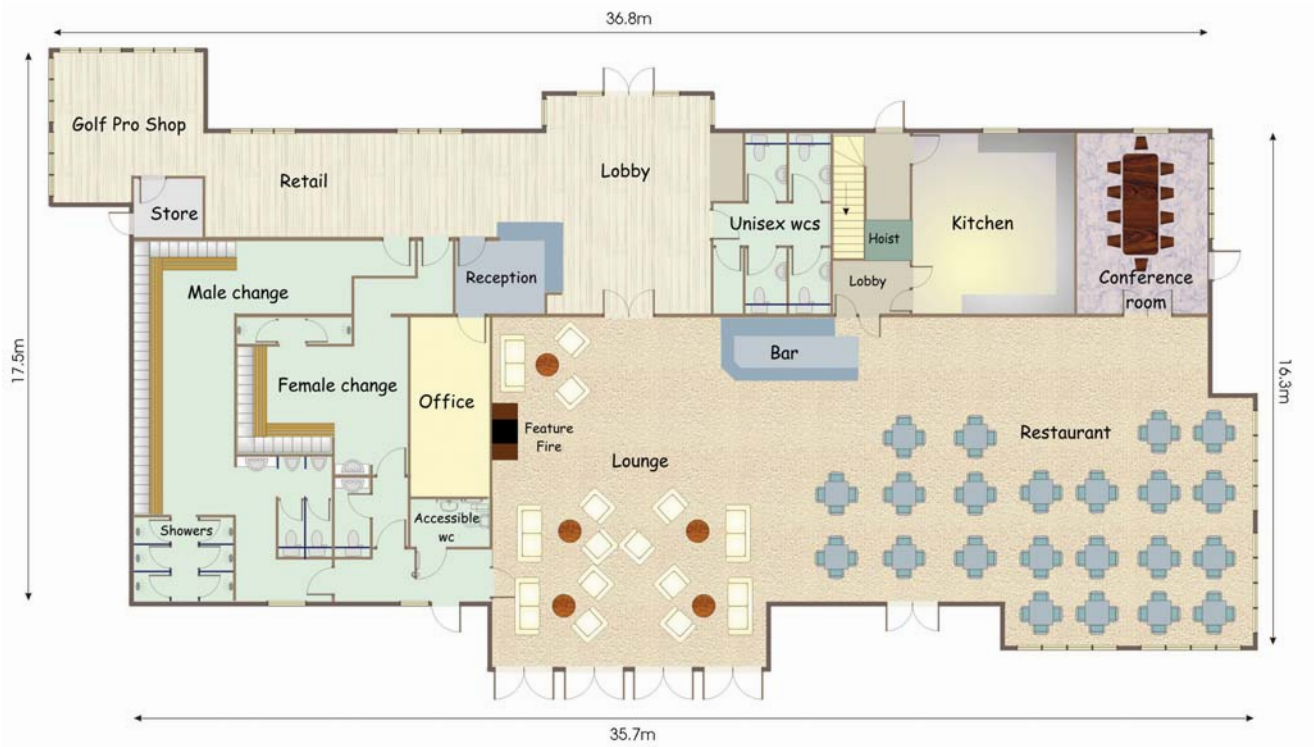 36.8m
Golf Pro Shop
Retail
Lobby
Store
Unisex wcs
Hoist
Kitchen
Conference
room
Reception
Lobby
Male change
17.5m
Bar
16.3m
Female change
Office
Feature
Fire
Lounge
Restaurant
Showers
Accessible
wc
35.7m